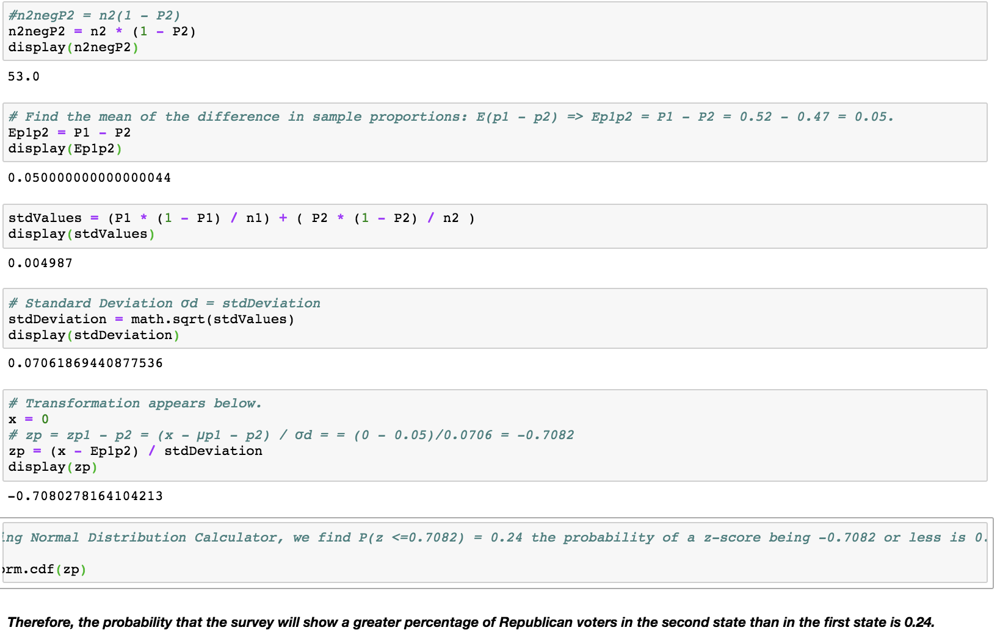 #n2negP2 = n2(1 - P2)
n2negP2 = n2 * (1 - P2)
display(n2negP2)
53.0
# Find the mean of the difference in sample proportions: E(p1 - p2) => Ep1p2 = P1 - P2 = 0.52 - 0.47 = 0.05.
Ep1p2 = P1 - P2
display(Ep1p2)
0.050000000000000044
stdValues = (P1 * (1 - P1) / n1) + ( P2 * (1 - P2) / n2 )
display(stdValues)
0.004987
# Standard Deviation σd = stdDeviation
stdDeviation = math.sqrt(stdValues)
display(stdDeviation)
0.07061869440877536
# Transformation appears below.
x = 0
# zp = zp1 - p2 = (x - μp1 - p2) / σd = = (0 - 0.05)/0.0706 = -0.7082
zp = (x - Ep1p2) / stdDeviation
display(zp)
-0.7080278164104213
ing Normal Distribution Calculator, we find P(z <=0.7082) = 0.24 the probability of a z-score being -0.7082 or less is 0.
orm.cdf(zp)
Therefore, the probability that the survey will show a greater percentage of Republican voters in the second state than in the first state is 0.24.